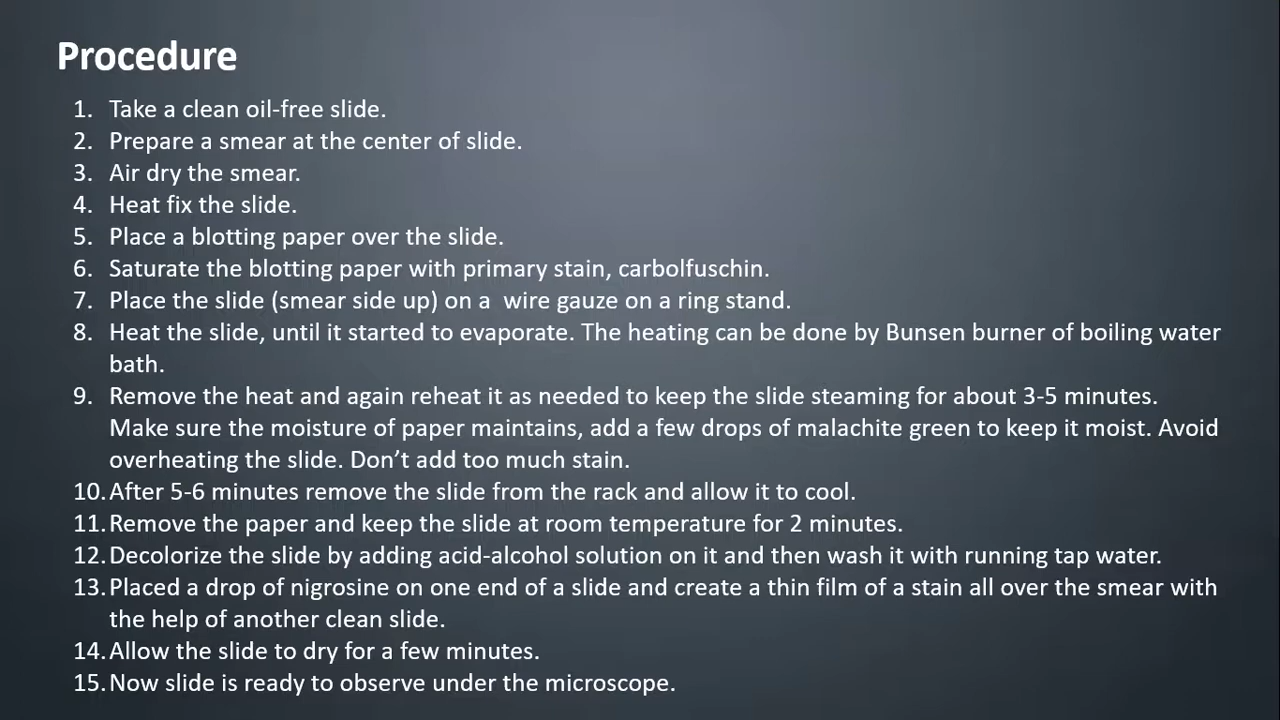 Procedure
1. Take a clean oil-free slide.
2. Prepare a smear at the center of slide.
3. Air dry the smear.
4. Heat fix the slide.
5. Place a blotting paper over the slide.
6. Saturate the blotting paper with primary stain, carbolfuschin.
7. Place the slide (smear side up) on a  wire gauze on a ring stand.
8. Heat the slide, until it started to evaporate. The heating can be done by Bunsen burner of boiling water
bath.
9. Remove the heat and again reheat it as needed to keep the slide steaming for about 3-5 minutes.
Make sure the moisture of paper maintains, add a few drops of malachite green to keep it moist. Avoid
overheating the slide. Don’t add too much stain.
10. After 5-6 minutes remove the slide from the rack and allow it to cool.
11. Remove the paper and keep the slide at room temperature for 2 minutes.
12. Decolorize the slide by adding acid-alcohol solution on it and then wash it with running tap water.
13. Placed a drop of nigrosine on one end of a slide and create a thin film of a stain all over the smear with
the help of another clean slide.
14. Allow the slide to dry for a few minutes.
15. Now slide is ready to observe under the microscope.